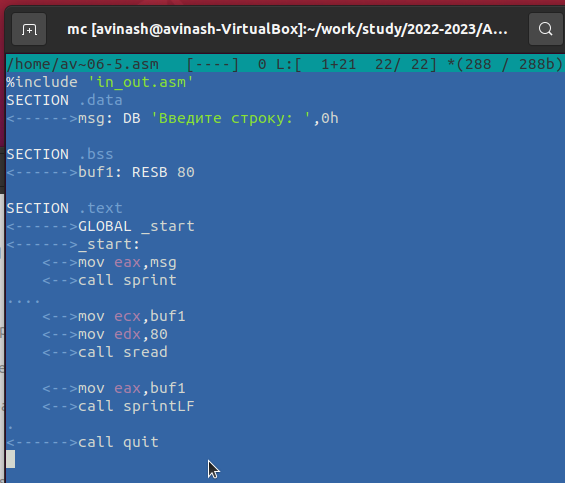 mc [avinash@avinash-VirtualBox]:~/work/study/2022-2023/А...
/home/av~06-5.asm [----] 0 L:[ 1+21 22/ 22] *(288 / 288b)
%include 'in_out.asm'
SECTION .data
<------>msg: DB 'Введите строку: ',0h
SECTION .bss
<------>buf1: RESB 80
SECTION .text
<------>GLOBAL _start
<------>_start:
<-->mov eax,msg
<-->call sprint
....
<-->mov ecx,buf1
<-->mov edx,80
<-->call sread
<-->mov eax,buf1
<-->call sprintLF
.
<------>call quit